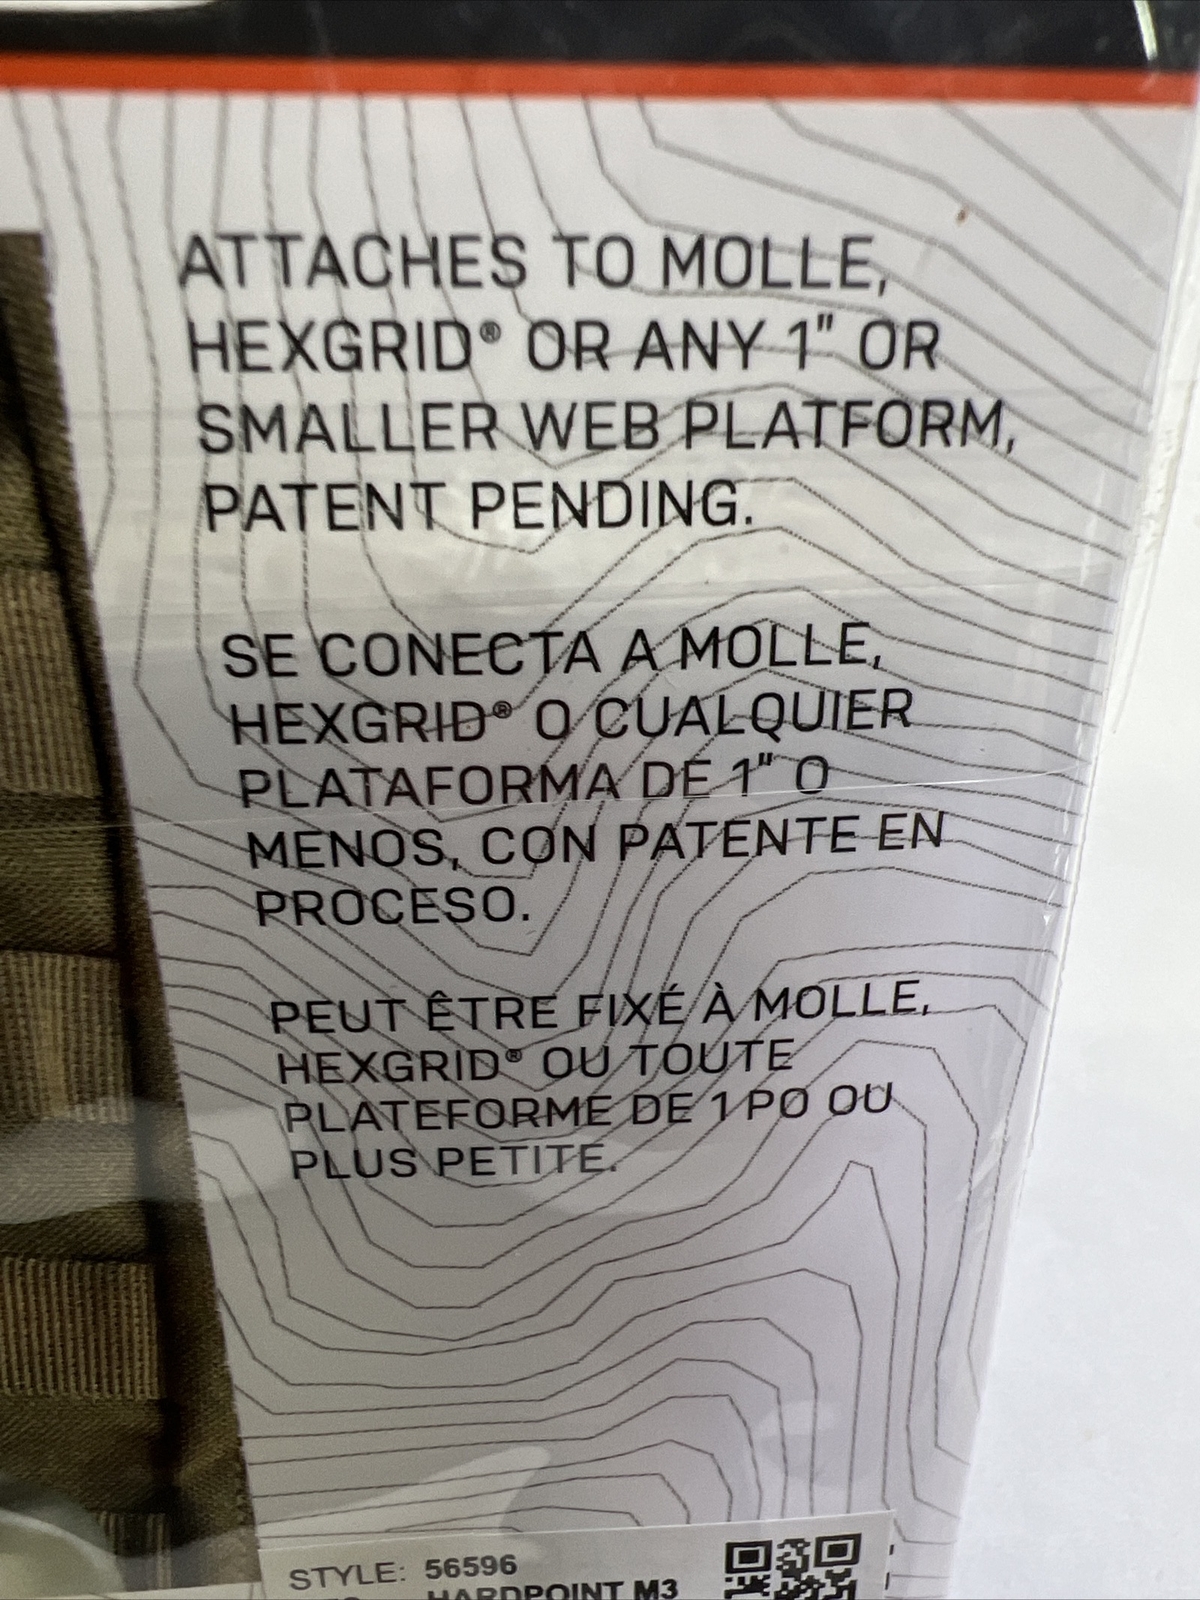 ATTACHES TO MOLLE,
HEXGRID® OR ANY 1" OR
SMALLER WEB PLATFORM,
PATENT PENDING.
SE CONECTA A MOLLE,
HEXGRID® O CUALQUIER
PLATAFORMA DE 1" O
MENOS, CON PATENTE EN
PROCESO.
PEUT ÊTRE FIXÉ À MOLLE,
HEXGRID® OU TOUTE
PLATEFORME DE 1 PO OU
PLUS PETITE.
STYLE: 56596
HARDPOINT M3